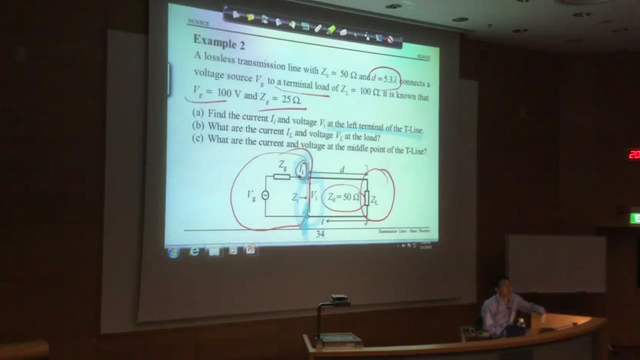 Example 2
A lossless transmission line with Z₀ = 50 Ω and d = 5.3λ connects a
voltage source Vg to a terminal load of ZL = 100 Ω. It is known that
Vg = 100 V and Zg = 25 Ω.
(a) Find the current Ii and voltage Vi at the left terminal of the T-Line.
(b) What are the current IL and voltage VL at the load?
(c) What are the current and voltage at the middle point of the T-Line?
Zg
Ii
d
Vg
Zi →
Vi
Z₀ = 50 Ω
ZL
l
34